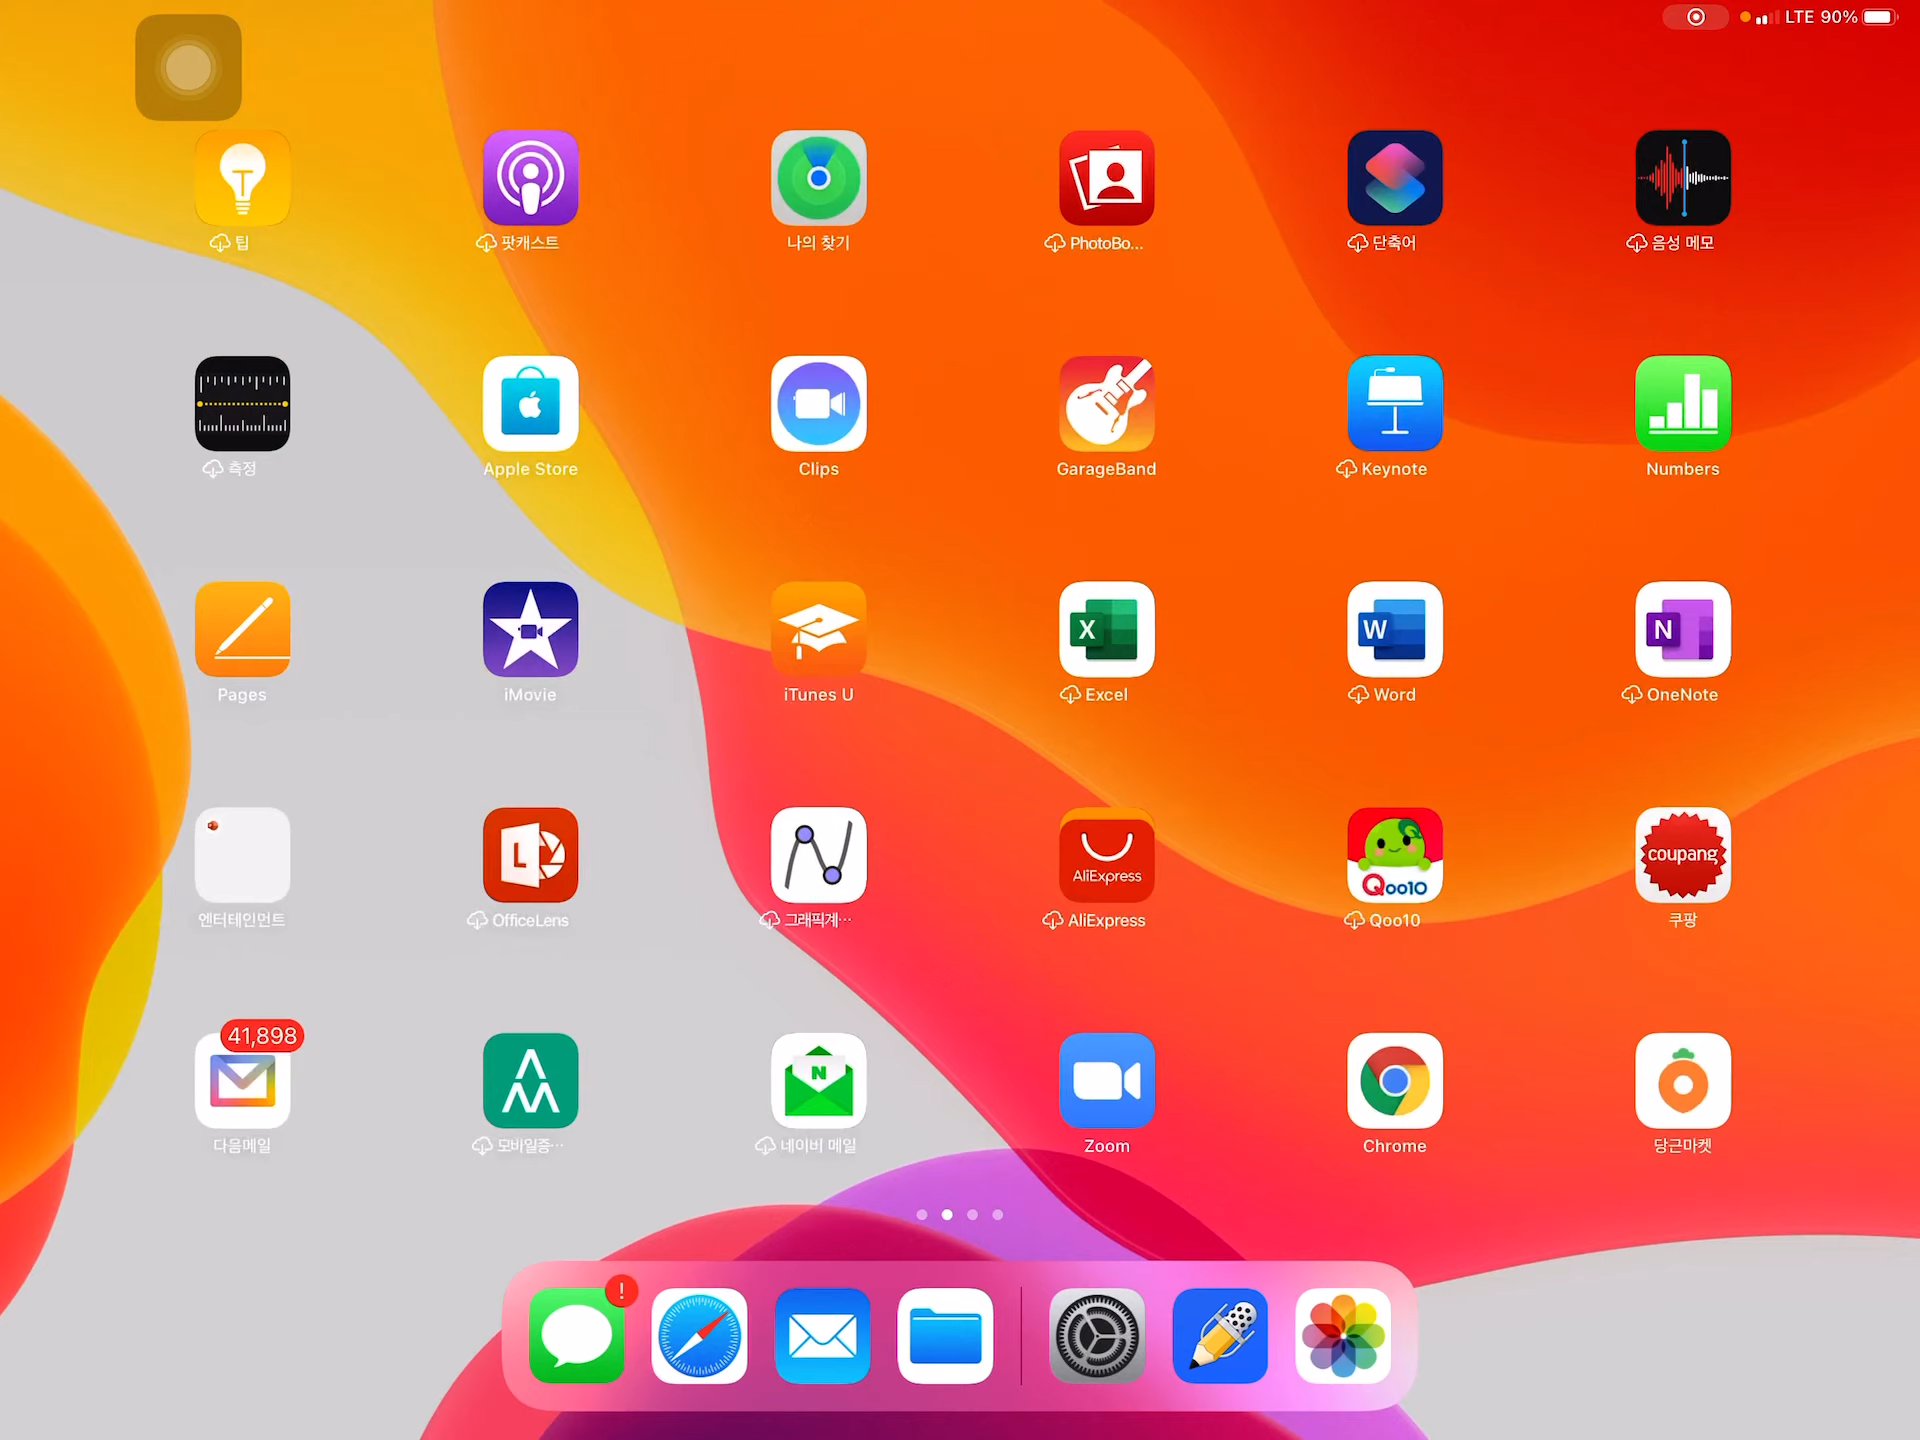 LTE 90%
팁
팟캐스트
나의 찾기
PhotoBo...
단축어
음성 메모
측정
Apple Store
Clips
GarageBand
Keynote
Numbers
X
W
N
Pages
iMovie
iTunes U
Excel
Word
OneNote
L
AliExpress
Qoo10
coupang
엔터테인먼트
OfficeLens
그래픽계…
AliExpress
Qoo10
쿠팡
41,898
N
다음메일
모바일증…
네이버 메일
Zoom
Chrome
당근마켓
!